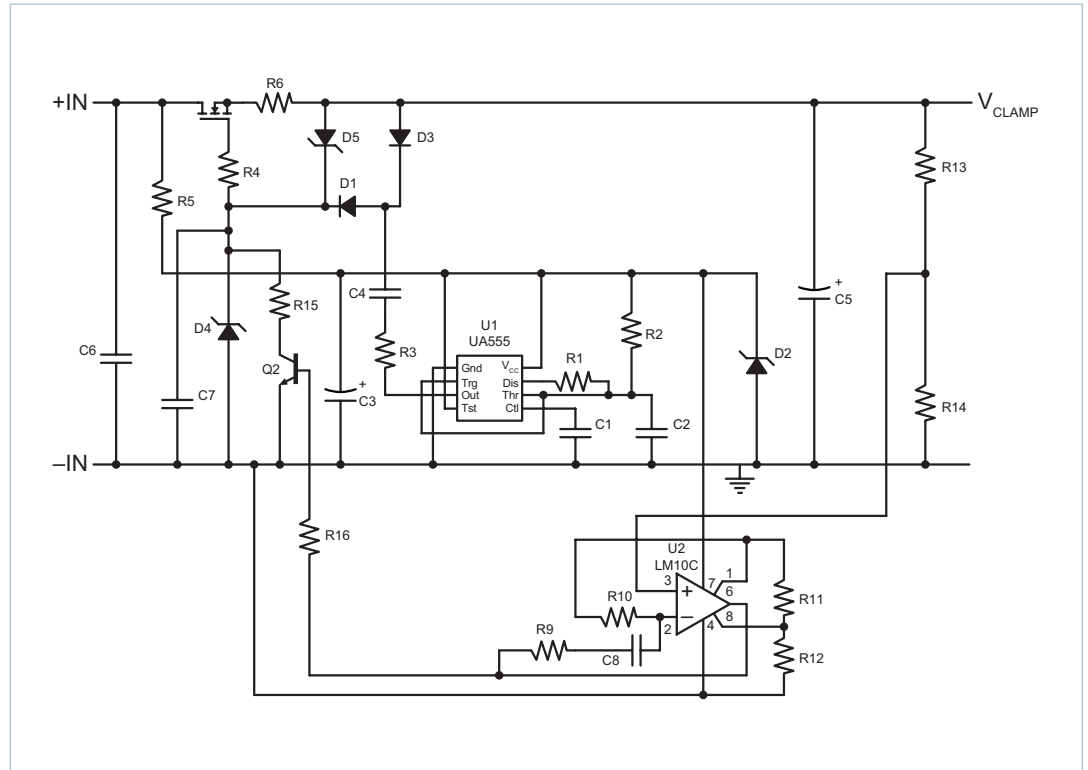 +IN
R6
V CLAMP
D5
D3
R4
R13
D1
R5
C4
R15
+
C5
D4
U1
UA555
R2
R3
R1
D2
C6
Q2
Gnd
Vcc
Trg
Dis
Out
Thr
Tst
Ctl
+
C3
C7
C1
C2
R14
–IN
R16
U2
LM10C
3
+
7
1
6
R10
R11
–
8
2
4
R9
C8
R12